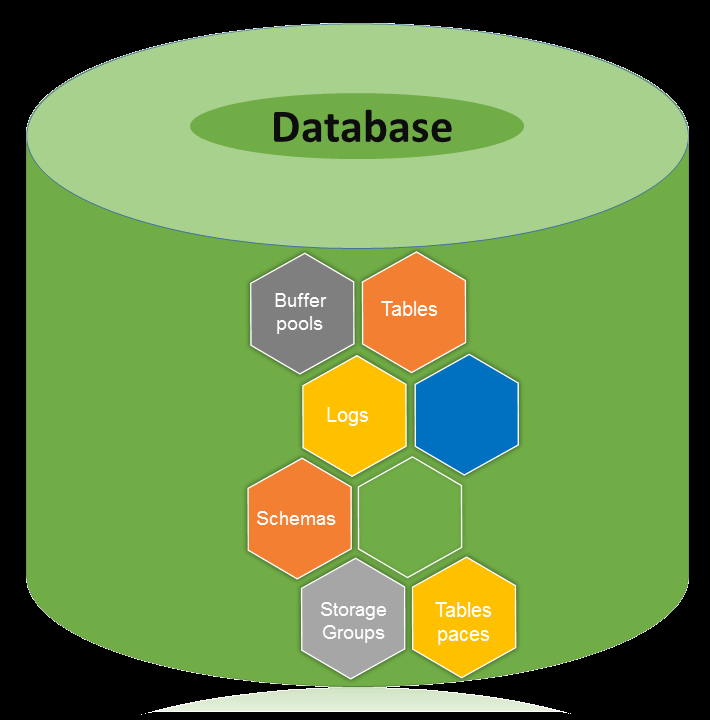 Database
Buffer
pools
Tables
Logs
Schemas
Storage
Groups
Tables
paces